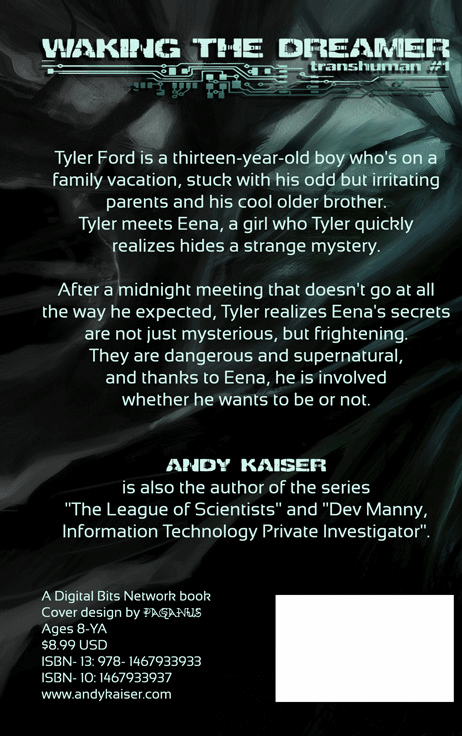 WAKING THE DREAMER
transhuman #1
Tyler Ford is a thirteen-year-old boy who's on a
family vacation, stuck with his odd but irritating
parents and his cool older brother.
Tyler meets Eena, a girl who Tyler quickly
realizes hides a strange mystery.
After a midnight meeting that doesn't go at all
the way he expected, Tyler realizes Eena's secrets
are not just mysterious, but frightening.
They are dangerous and supernatural,
and thanks to Eena, he is involved
whether he wants to be or not.
ANDY KAISER
is also the author of the series
"The League of Scientists" and "Dev Manny,
Information Technology Private Investigator".
A Digital Bits Network book
Cover design by PAGANUS
Ages 8-YA
$8.99 USD
ISBN- 13: 978- 1467933933
ISBN- 10: 1467933937
www.andykaiser.com